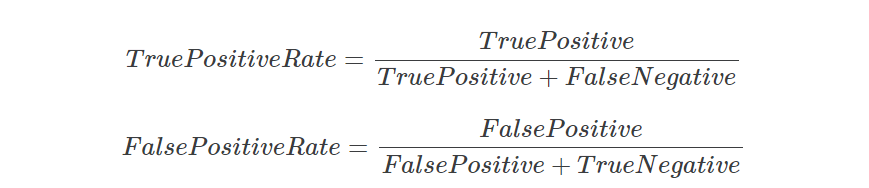 TruePositiveRate = TruePositive / TruePositive + FalseNegative
FalsePositiveRate = FalsePositive / FalsePositive + TrueNegative